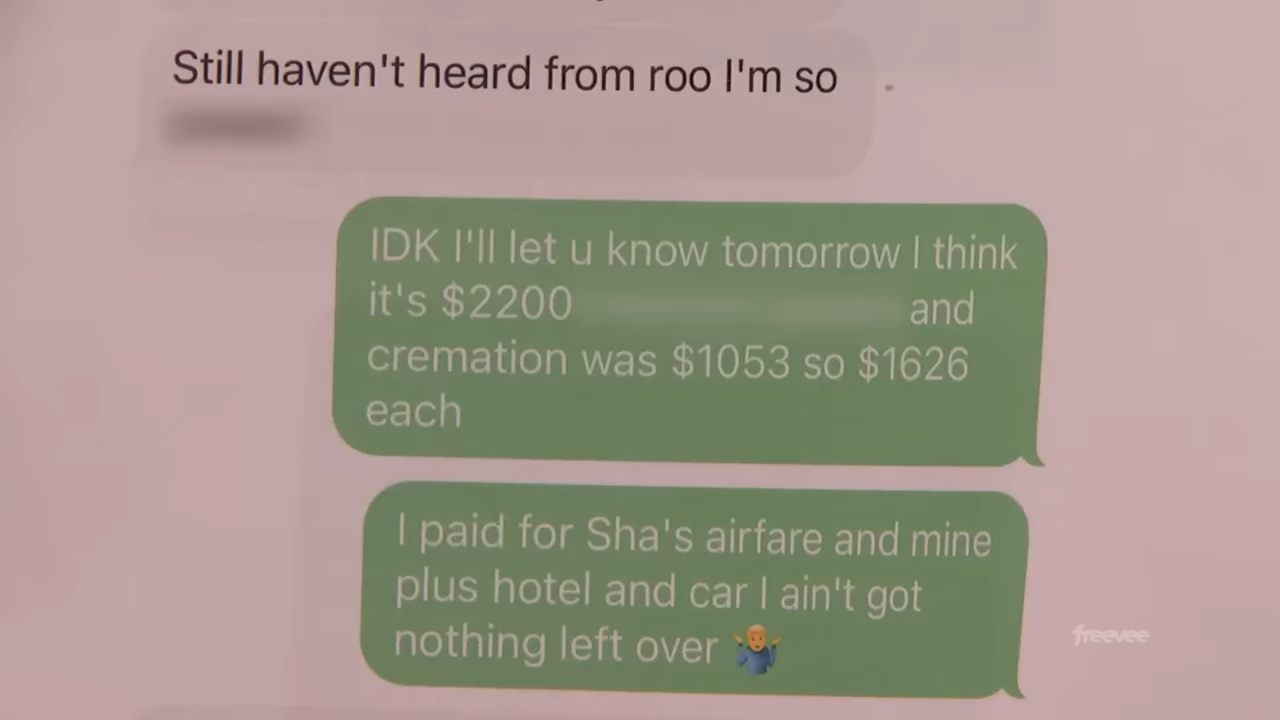 Still haven't heard from roo I'm so
IDK I'll let u know tomorrow I think
it's $2200 and
cremation was $1053 so $1626
each
I paid for Sha's airfare and mine
plus hotel and car I ain't got
nothing left over 🤷🏼‍♂️
freevee